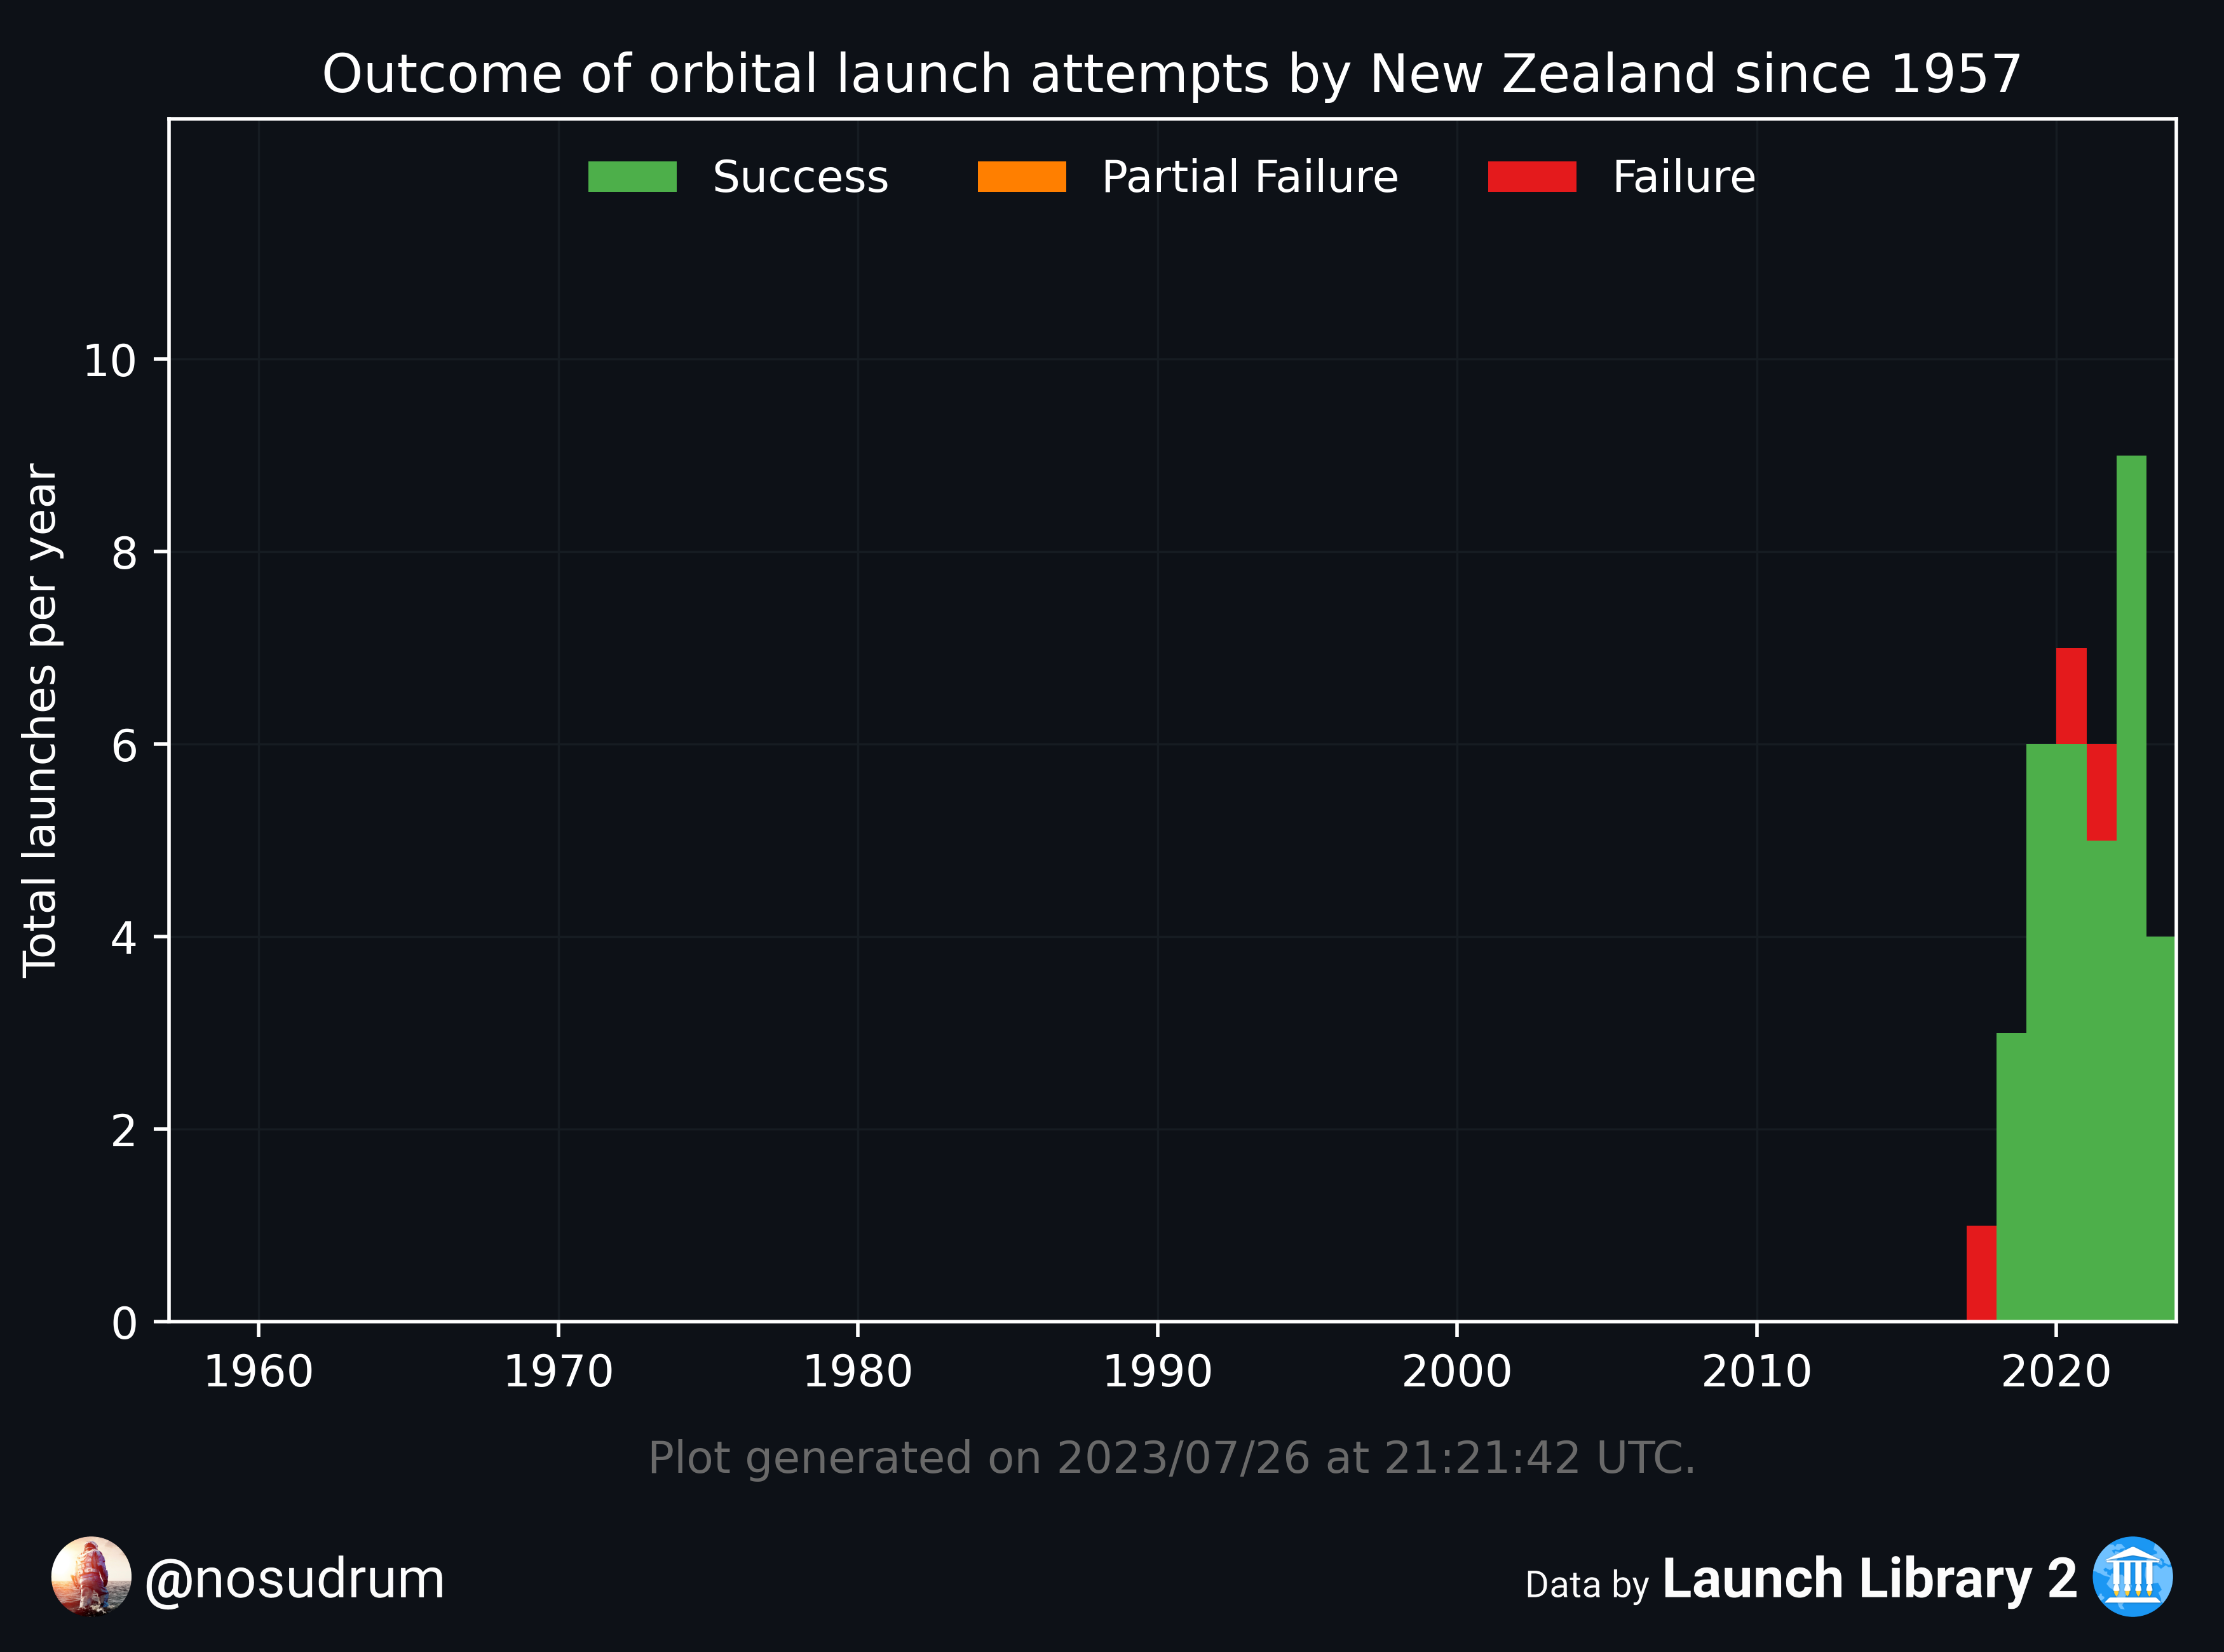 Outcome of orbital launch attempts by New Zealand since 1957
Success Partial Failure Failure
Total launches per year
10
8
6
4
2
0
1960 1970 1980 1990 2000 2010 2020
Plot generated on 2023/07/26 at 21:21:42 UTC.
@nosudrum
Data by Launch Library 2